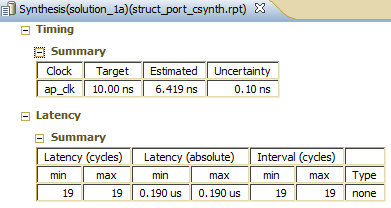 Synthesis(solution_1a)(struct_port_csynth.rpt)
Timing
Summary
Clock Target Estimated Uncertainty
ap_clk 10.00 ns 6.419 ns 0.10 ns
Latency
Summary
Latency (cycles) Latency (absolute) Interval (cycles)
min max min max min max Type
19 19 0.190 us 0.190 us 19 19 none